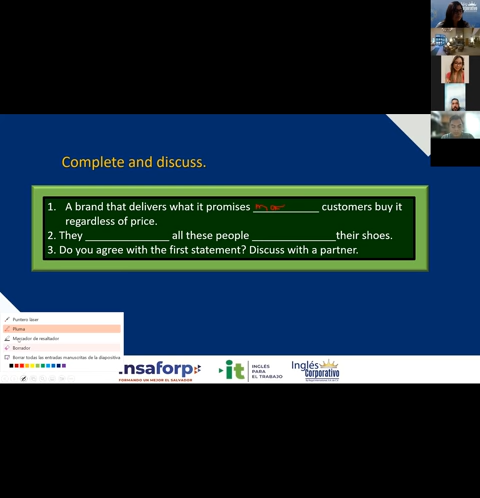 Complete and discuss.
1. A brand that delivers what it promises ____________ customers buy it
regardless of price.
2. They _______________ all these people _______________their shoes.
3. Do you agree with the first statement? Discuss with a partner.
Puntero láser
Pluma
Marcador de resaltador
Borrador
Borrar todas las entradas manuscritas de la diapositiva
nsaforp
FORMANDO UN MEJOR EL SALVADOR
it
INGLÉS
PARA
EL TRABAJO
Inglés
Corporativo